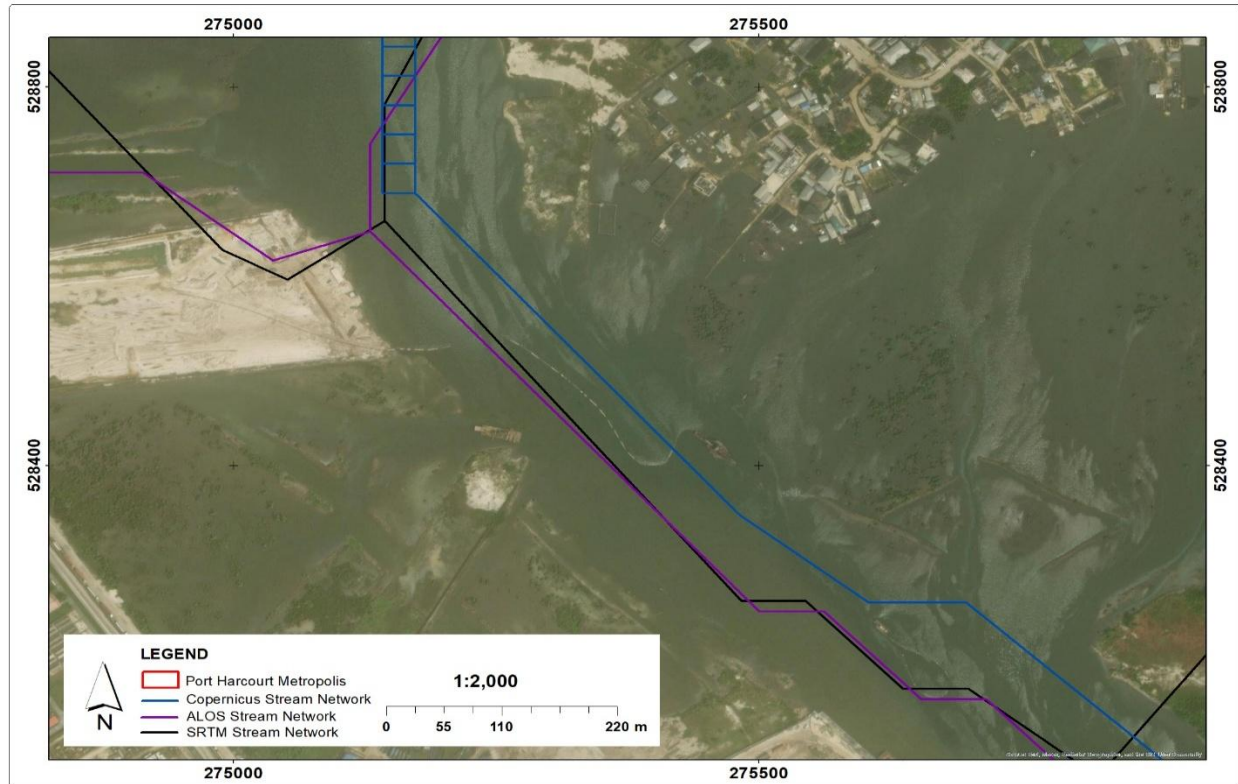 275000 275500
528800 528800
528400 528400
LEGEND
Port Harcourt Metropolis
Copernicus Stream Network
ALOS Stream Network
SRTM Stream Network
N
1:2,000
0 55 110 220 m
275000 275500